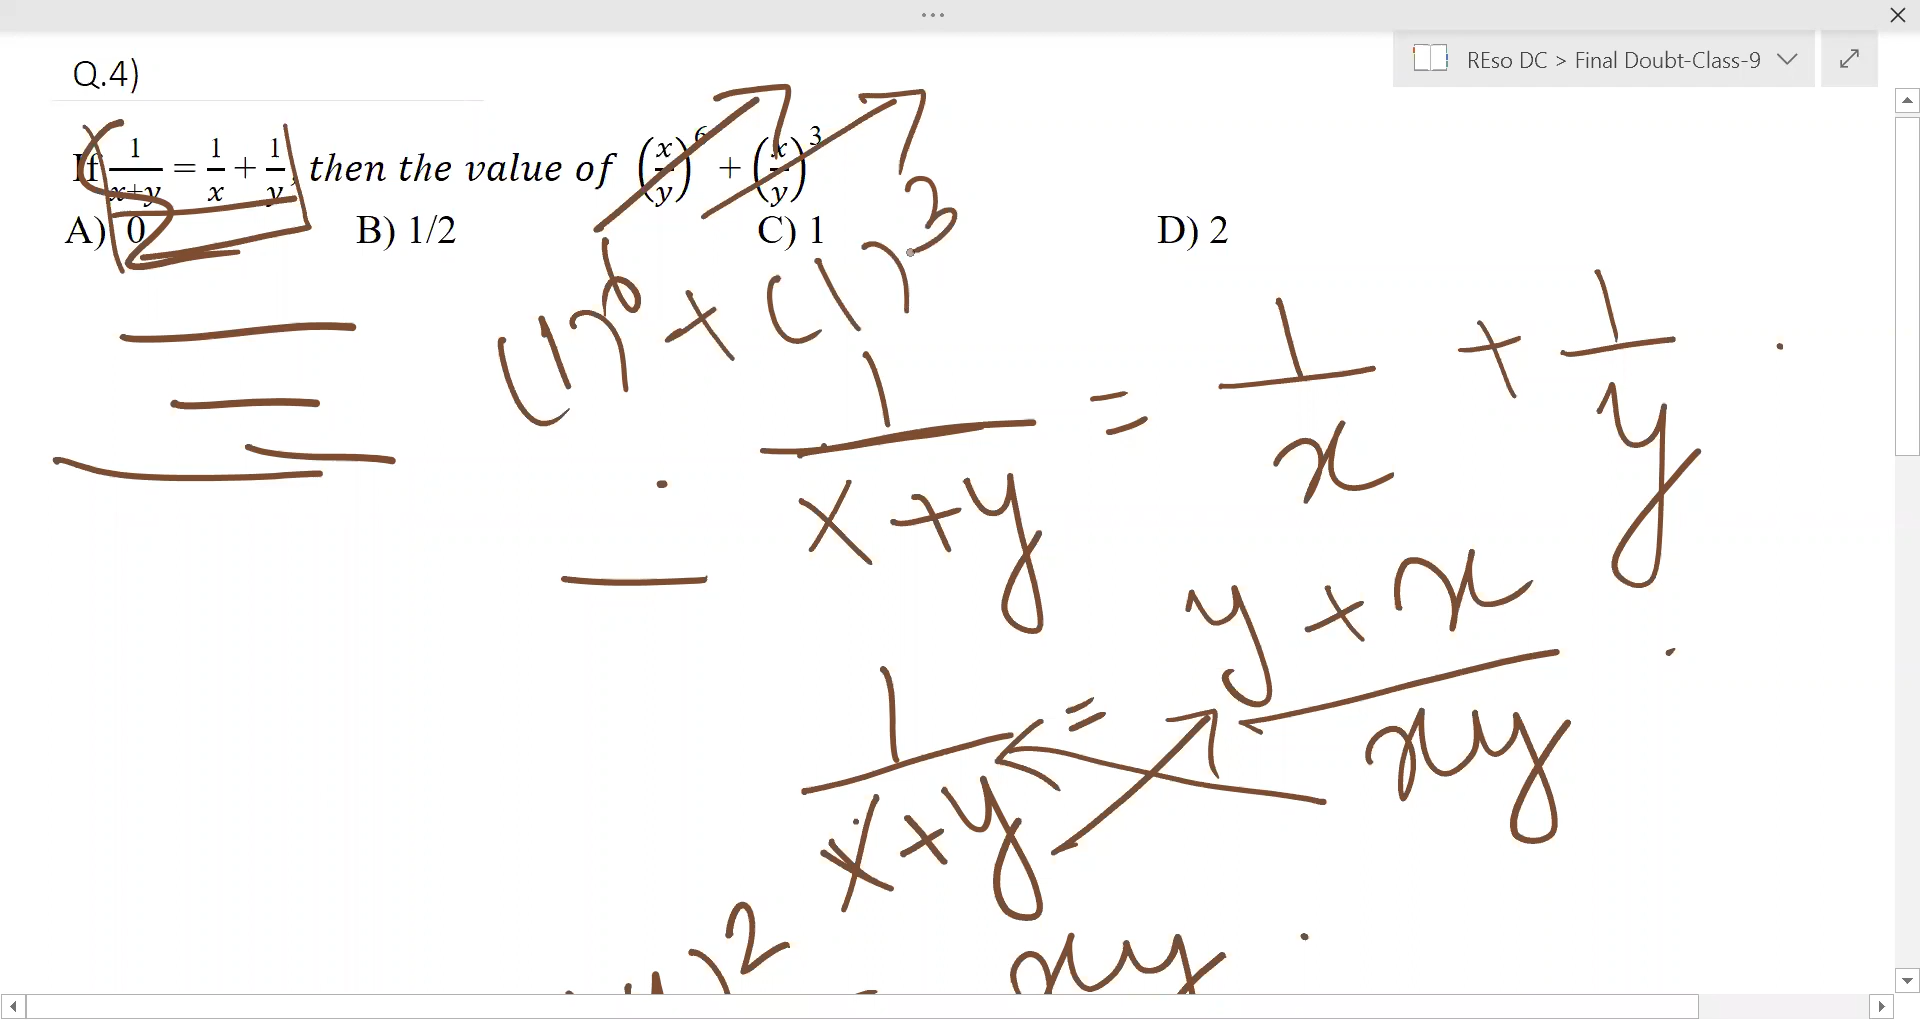 REso DC > Final Doubt-Class-9
Q.4)
If 1/(x+y) = 1/x + 1/y, then the value of (x/y)^6 + (x/y)^3
A) 0 B) 1/2 C) 1 D) 2
(1)^6 + (1)^3
1/(x+y) = 1/x + 1/y
1/(x+y) = (y+x)/(xy)
y)^2 = xy